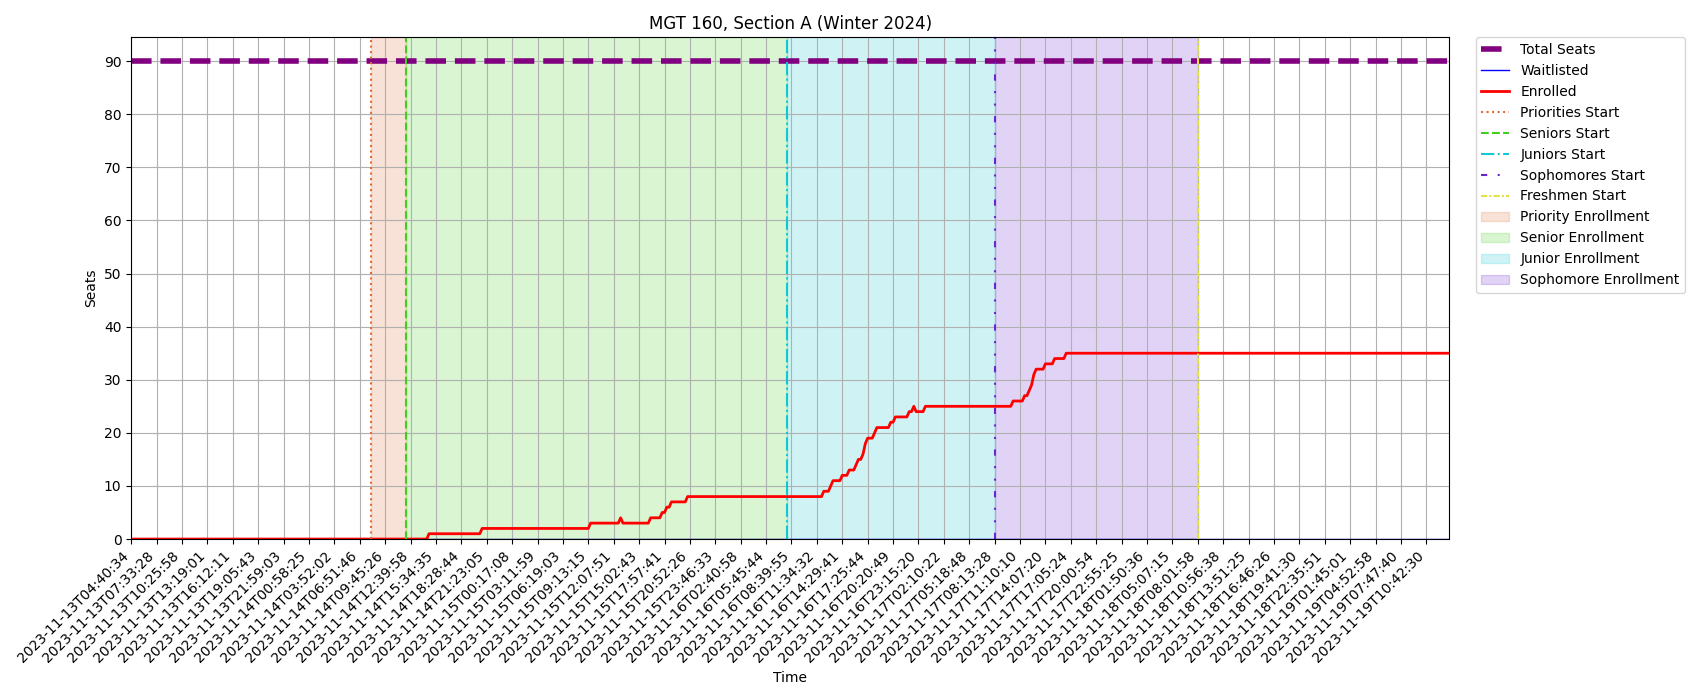 MGT 160, Section A (Winter 2024)
Total Seats
Waitlisted
Enrolled
Priorities Start
Seniors Start
Juniors Start
Sophomores Start
Freshmen Start
Priority Enrollment
Senior Enrollment
Junior Enrollment
Sophomore Enrollment
Seats
90
80
70
60
50
40
30
20
10
0
2023-11-13T04:40:34
2023-11-13T07:33:28
2023-11-13T10:25:58
2023-11-13T13:19:01
2023-11-13T16:12:11
2023-11-13T19:05:43
2023-11-13T21:59:03
2023-11-14T00:58:25
2023-11-14T03:52:02
2023-11-14T06:51:46
2023-11-14T09:45:26
2023-11-14T12:39:58
2023-11-14T15:34:35
2023-11-14T18:28:44
2023-11-14T21:23:05
2023-11-15T00:17:08
2023-11-15T03:11:59
2023-11-15T06:19:03
2023-11-15T09:13:15
2023-11-15T12:07:51
2023-11-15T15:02:43
2023-11-15T17:57:41
2023-11-15T20:52:26
2023-11-15T23:46:33
2023-11-16T02:40:58
2023-11-16T05:45:44
2023-11-16T08:39:55
2023-11-16T11:34:32
2023-11-16T14:29:41
2023-11-16T17:25:44
2023-11-16T20:20:49
2023-11-16T23:15:20
2023-11-17T02:10:22
2023-11-17T05:18:48
2023-11-17T08:13:28
2023-11-17T11:10:10
2023-11-17T14:07:20
2023-11-17T17:05:24
2023-11-17T20:00:54
2023-11-17T22:55:25
2023-11-18T01:50:36
2023-11-18T05:07:15
2023-11-18T08:01:58
2023-11-18T10:56:38
2023-11-18T13:51:25
2023-11-18T16:46:26
2023-11-18T19:41:30
2023-11-18T22:35:51
2023-11-19T01:45:01
2023-11-19T04:52:58
2023-11-19T07:47:40
2023-11-19T10:42:30
Time